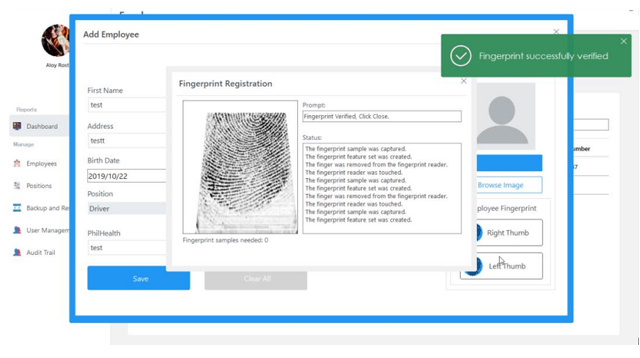 Add Employee
Fingerprint successfully verified
Aloy
First Name
test
Address
testt
Birth Date
2019/10/22
Position
Driver
PhilHealth
test
Save
Clear All
Fingerprint Registration
Prompt:
Fingerprint Verified, Click Close.
Status:
The fingerprint sample was captured.
The fingerprint feature set was created.
The finger was removed from the fingerprint reader.
The fingerprint reader was touched.
The fingerprint sample was captured.
The fingerprint feature set was created.
The finger was removed from the fingerprint reader.
The fingerprint reader was touched.
The fingerprint sample was captured.
The fingerprint feature set was created.
Fingerprint samples needed: 0
Browse Image
ployee Fingerprint
Right Thumb
Left Thumb
Reports
Dashboard
Manage
Employees
Positions
Backup and Re
User Managem
Audit Trail
mber